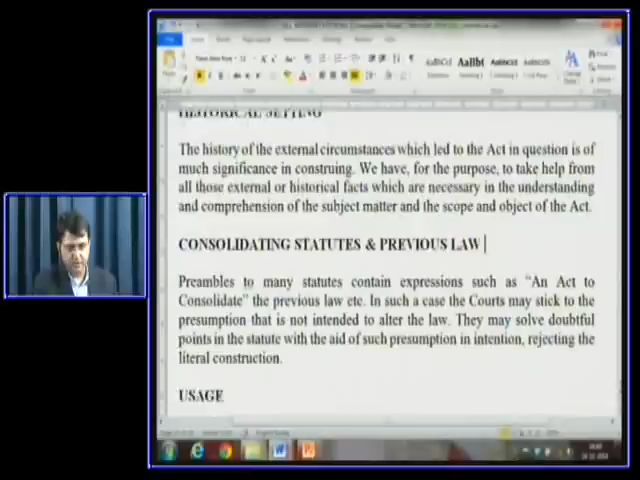 HISTORICAL SETTING
The history of the external circumstances which led to the Act in question is of
much significance in construing. We have, for the purpose, to take help from
all those external or historical facts which are necessary in the understanding
and comprehension of the subject matter and the scope and object of the Act.
CONSOLIDATING STATUTES & PREVIOUS LAW
Preambles to many statutes contain expressions such as “An Act to
Consolidate” the previous law etc. In such a case the Courts may stick to the
presumption that is not intended to alter the law. They may solve doubtful
points in the statute with the aid of such presumption in intention, rejecting the
literal construction.
USAGE